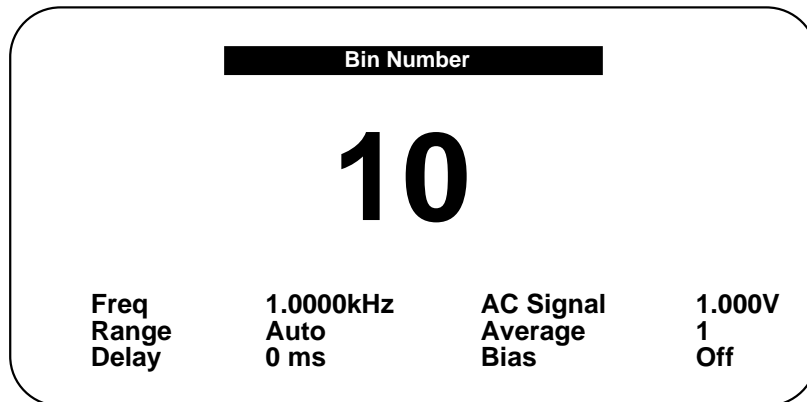 Bin Number
10
Freq 1.0000kHz AC Signal 1.000V
Range Auto Average 1
Delay 0 ms Bias Off